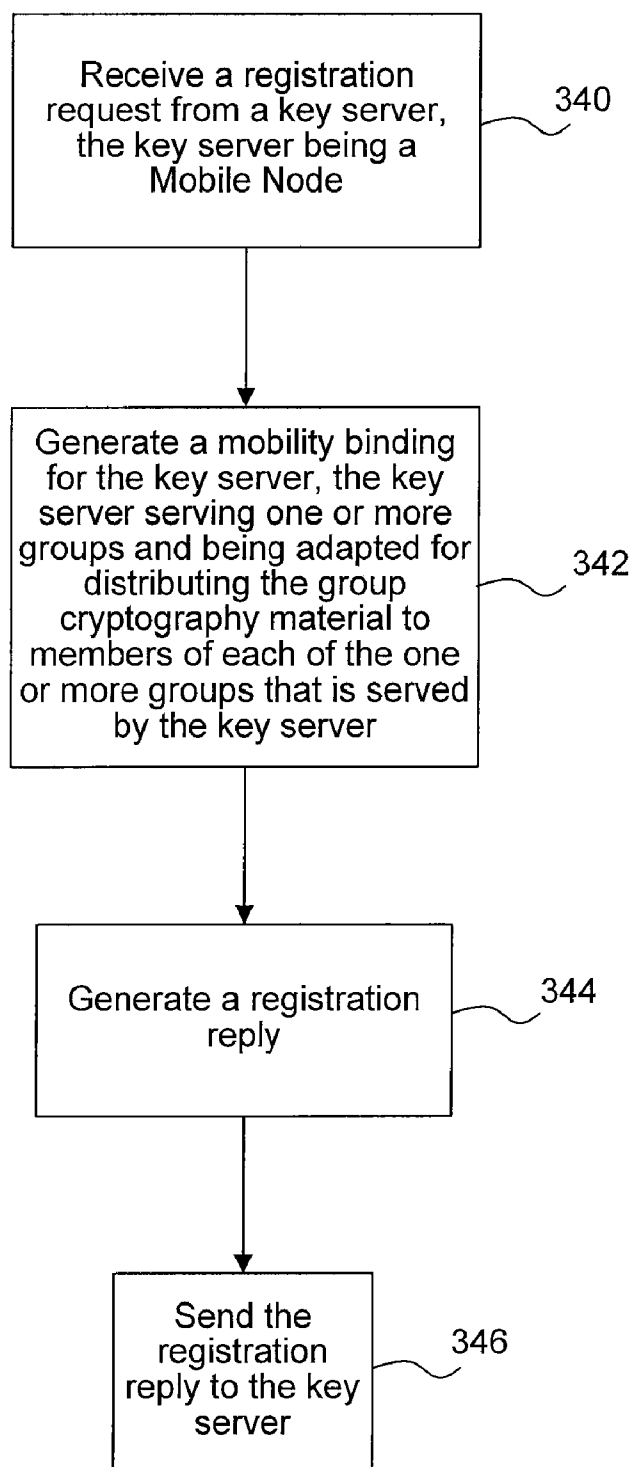 Receive a registration
request from a key server,
the key server being a
Mobile Node
340
Generate a mobility binding
for the key server, the key
server serving one or more
groups and being adapted for
distributing the group
cryptography material to
members of each of the one
or more groups that is served
by the key server
342
Generate a registration
reply
344
Send the
registration
reply to the key
server
346